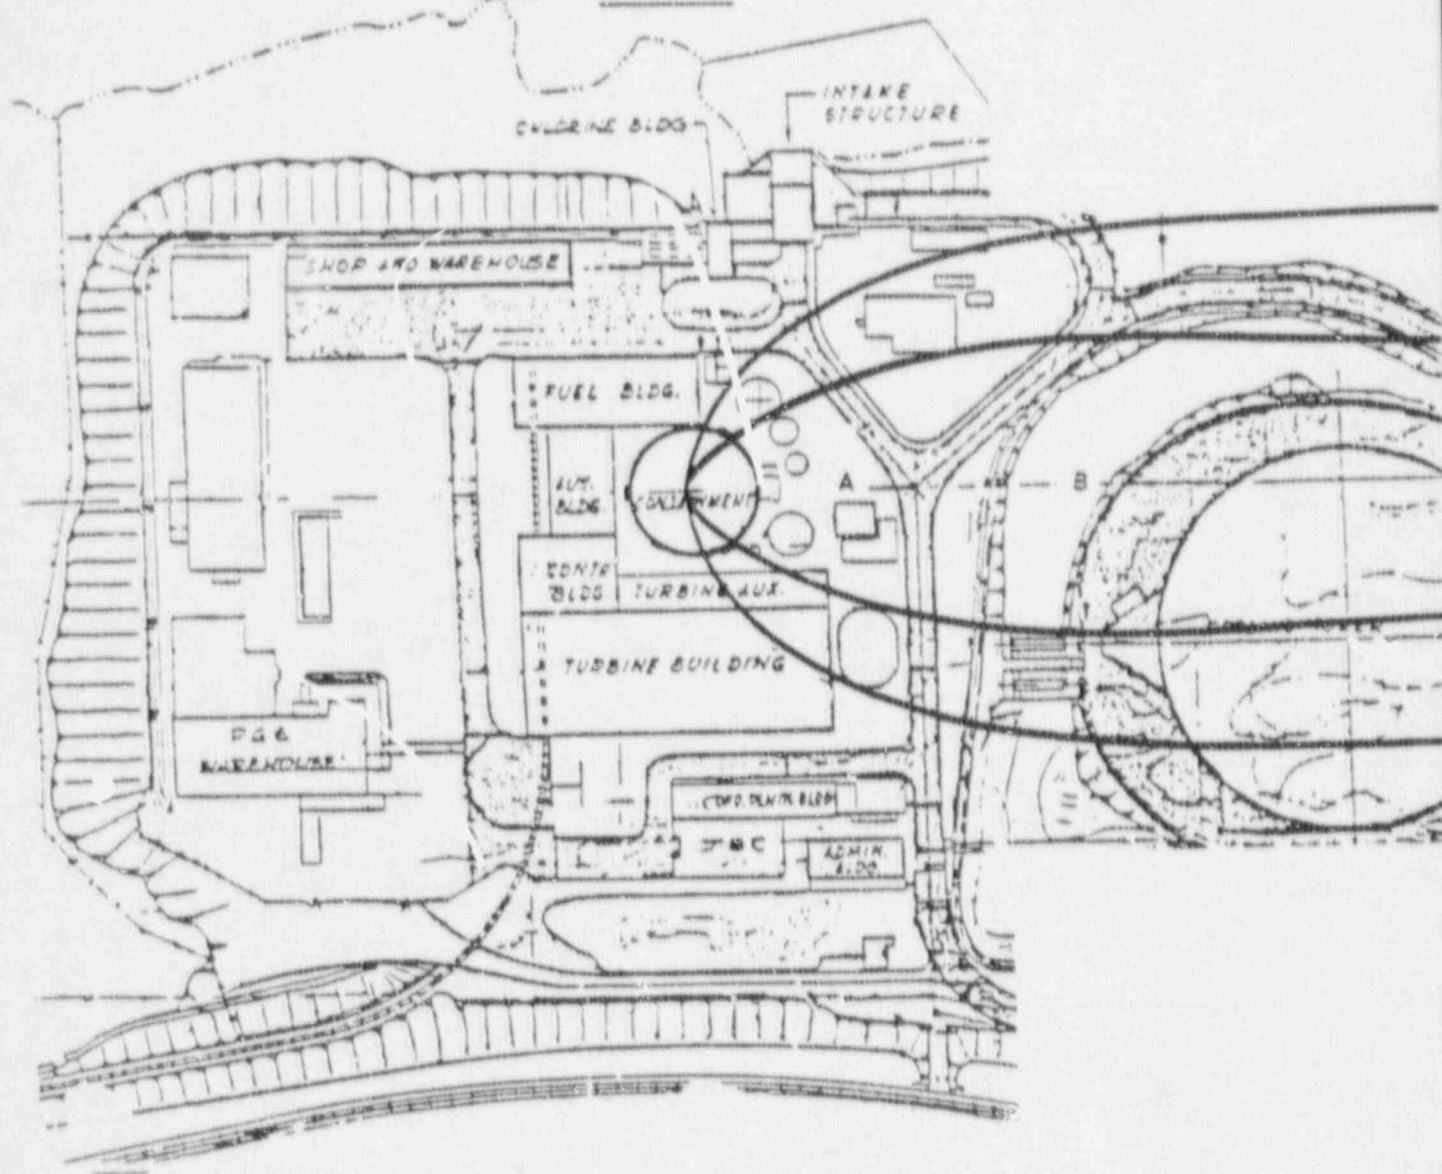 INTAKE
STRUCTURE
CHLORINE BLDG
SHOP AND WAREHOUSE
FUEL BLDG.
AUX.
BLDG.
CONTAINMENT
A
B
CONTR
BLDG
TURBINE AUX.
TURBINE BUILDING
PGE
WAREHOUSE
ADMIN.
BLDG